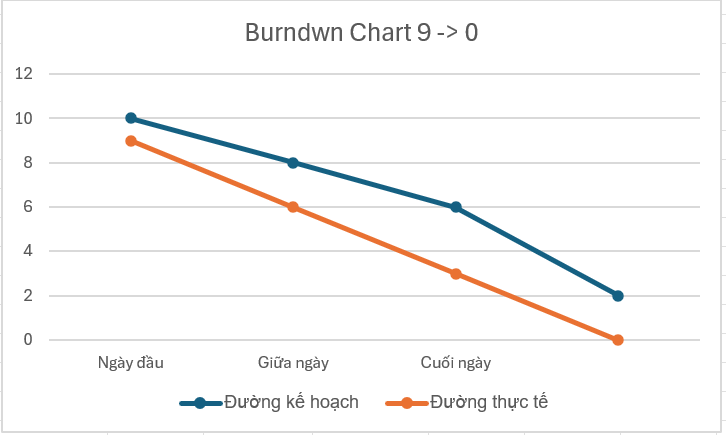 Burndwn Chart 9 -> 0
12
10
8
6
4
2
0
Ngày đầu Giữa ngày Cuối ngày
Đường kế hoạch Đường thực tế